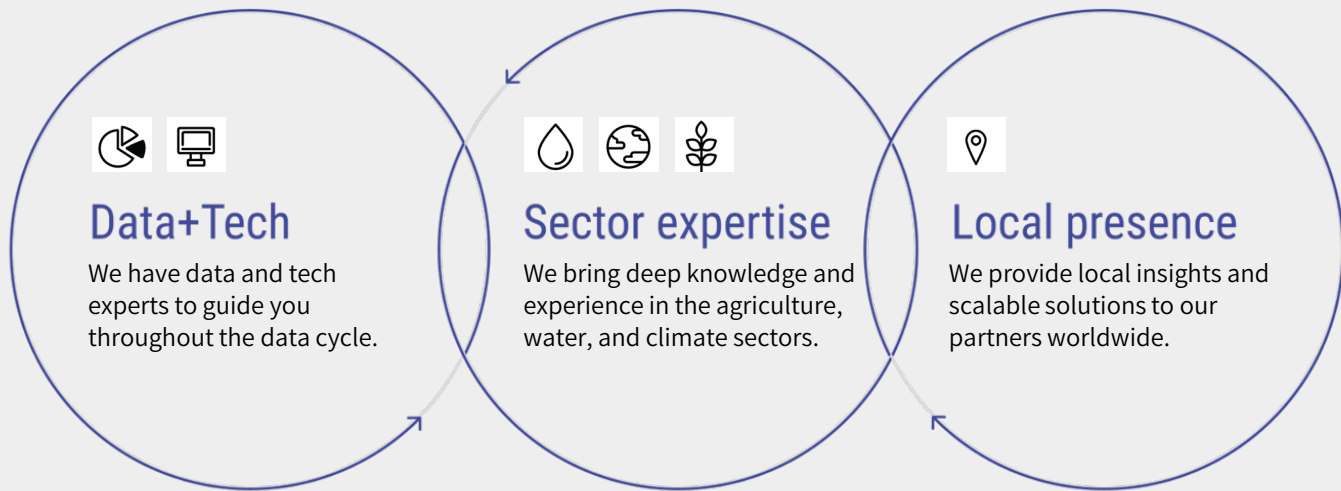 Data+Tech
We have data and tech
experts to guide you
throughout the data cycle.
Sector expertise
We bring deep knowledge and
experience in the agriculture,
water, and climate sectors.
Local presence
We provide local insights and
scalable solutions to our
partners worldwide.